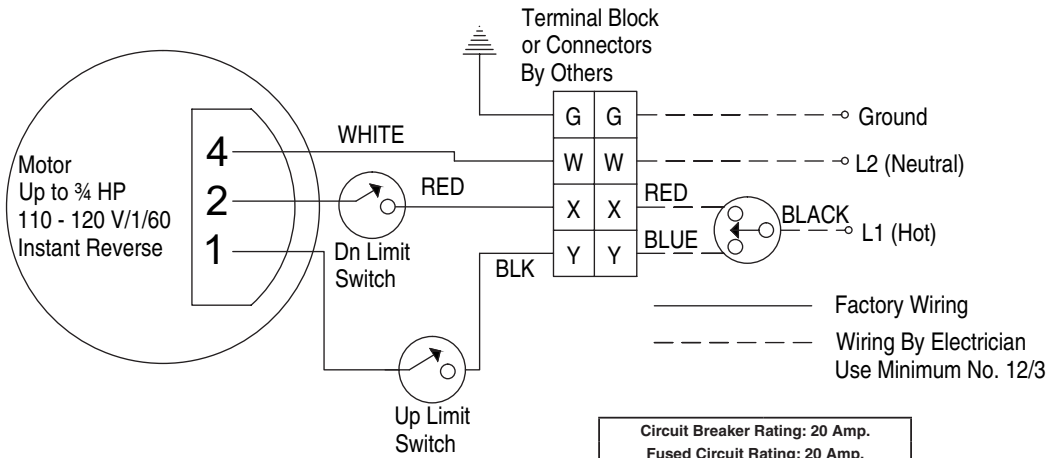 Terminal Block
or Connectors
By Others
G G
Ground
WHITE
4
W W
L2 (Neutral)
Motor
Up to ¾ HP
110 - 120 V/1/60
Instant Reverse
2
RED
X X
RED
BLACK
L1 (Hot)
1
Dn Limit
Switch
BLK
Y Y
BLUE
Factory Wiring
Wiring By Electrician
Use Minimum No. 12/3
Up Limit
Switch
Circuit Breaker Rating: 20 Amp.
Fused Circuit Rating: 20 Amp.